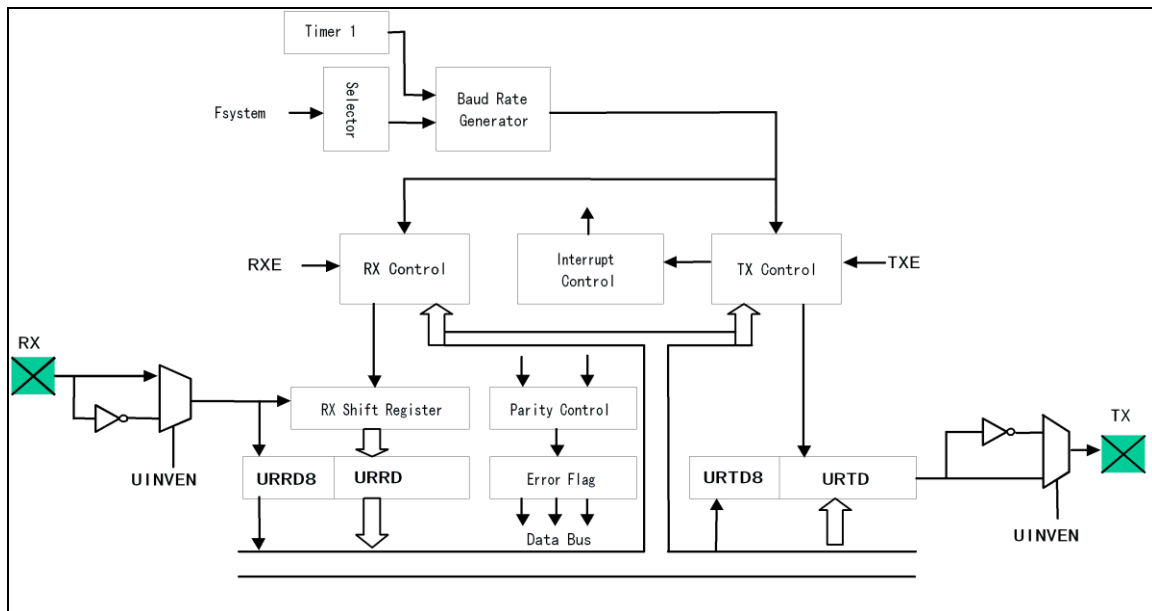 Timer 1
Selector
Fsystem
Baud Rate
Generator
RXE
RX Control
Interrupt
Control
TX Control
TXE
RX
RX Shift Register
Parity Control
TX
UINVEN
URRD8
URRD
Error Flag
URTD8
URTD
UINVEN
Data Bus